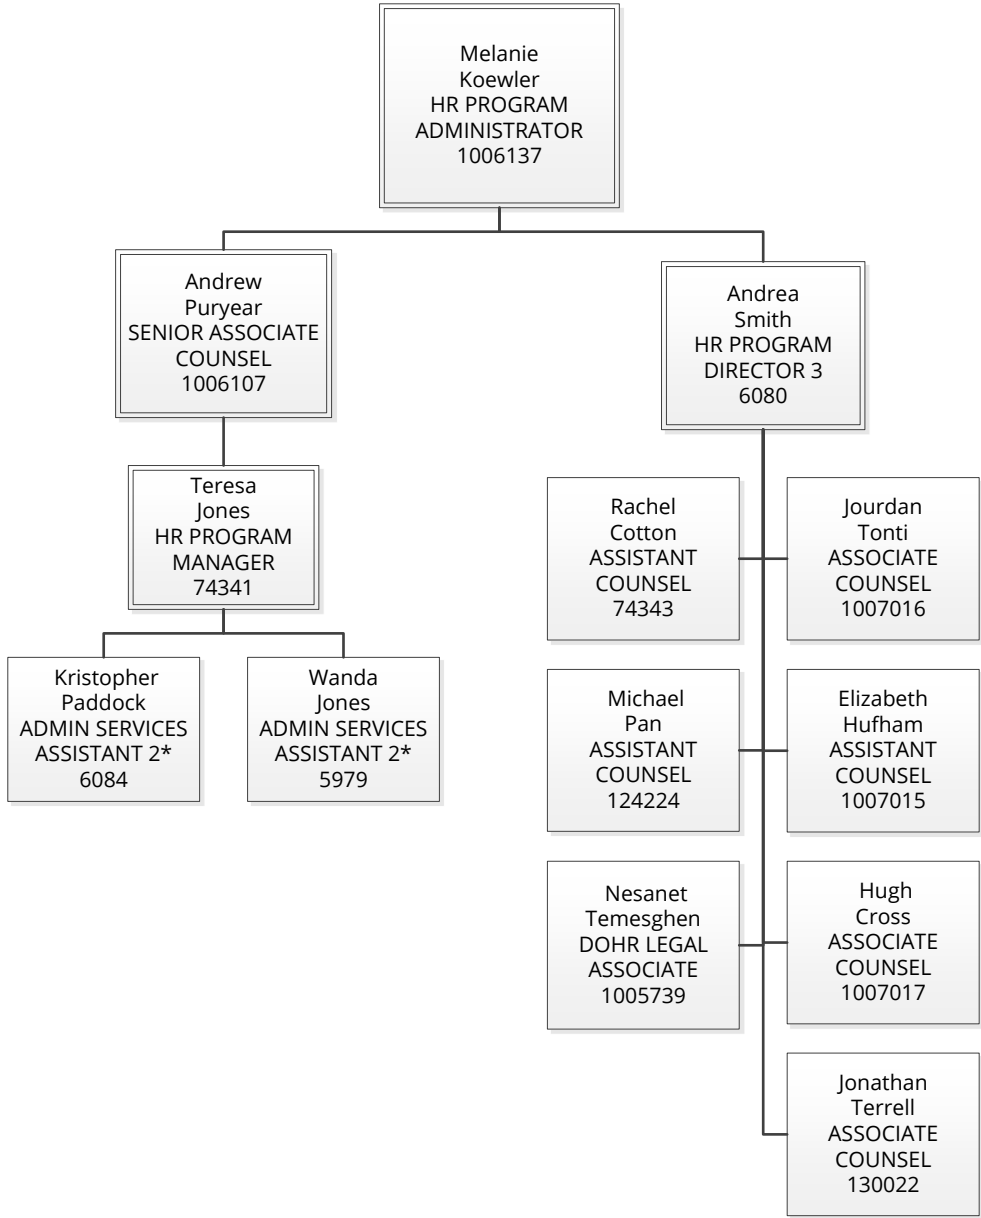 Melanie
Koewler
HR PROGRAM
ADMINISTRATOR
1006137
Andrew
Puryear
SENIOR ASSOCIATE
COUNSEL
1006107
Andrea
Smith
HR PROGRAM
DIRECTOR 3
6080
Teresa
Jones
HR PROGRAM
MANAGER
74341
Kristopher
Paddock
ADMIN SERVICES
ASSISTANT 2*
6084
Wanda
Jones
ADMIN SERVICES
ASSISTANT 2*
5979
Rachel
Cotton
ASSISTANT
COUNSEL
74343
Jourdan
Tonti
ASSOCIATE
COUNSEL
1007016
Michael
Pan
ASSISTANT
COUNSEL
124224
Elizabeth
Hufham
ASSISTANT
COUNSEL
1007015
Nesanet
Temesghen
DOHR LEGAL
ASSOCIATE
1005739
Hugh
Cross
ASSOCIATE
COUNSEL
1007017
Jonathan
Terrell
ASSOCIATE
COUNSEL
130022